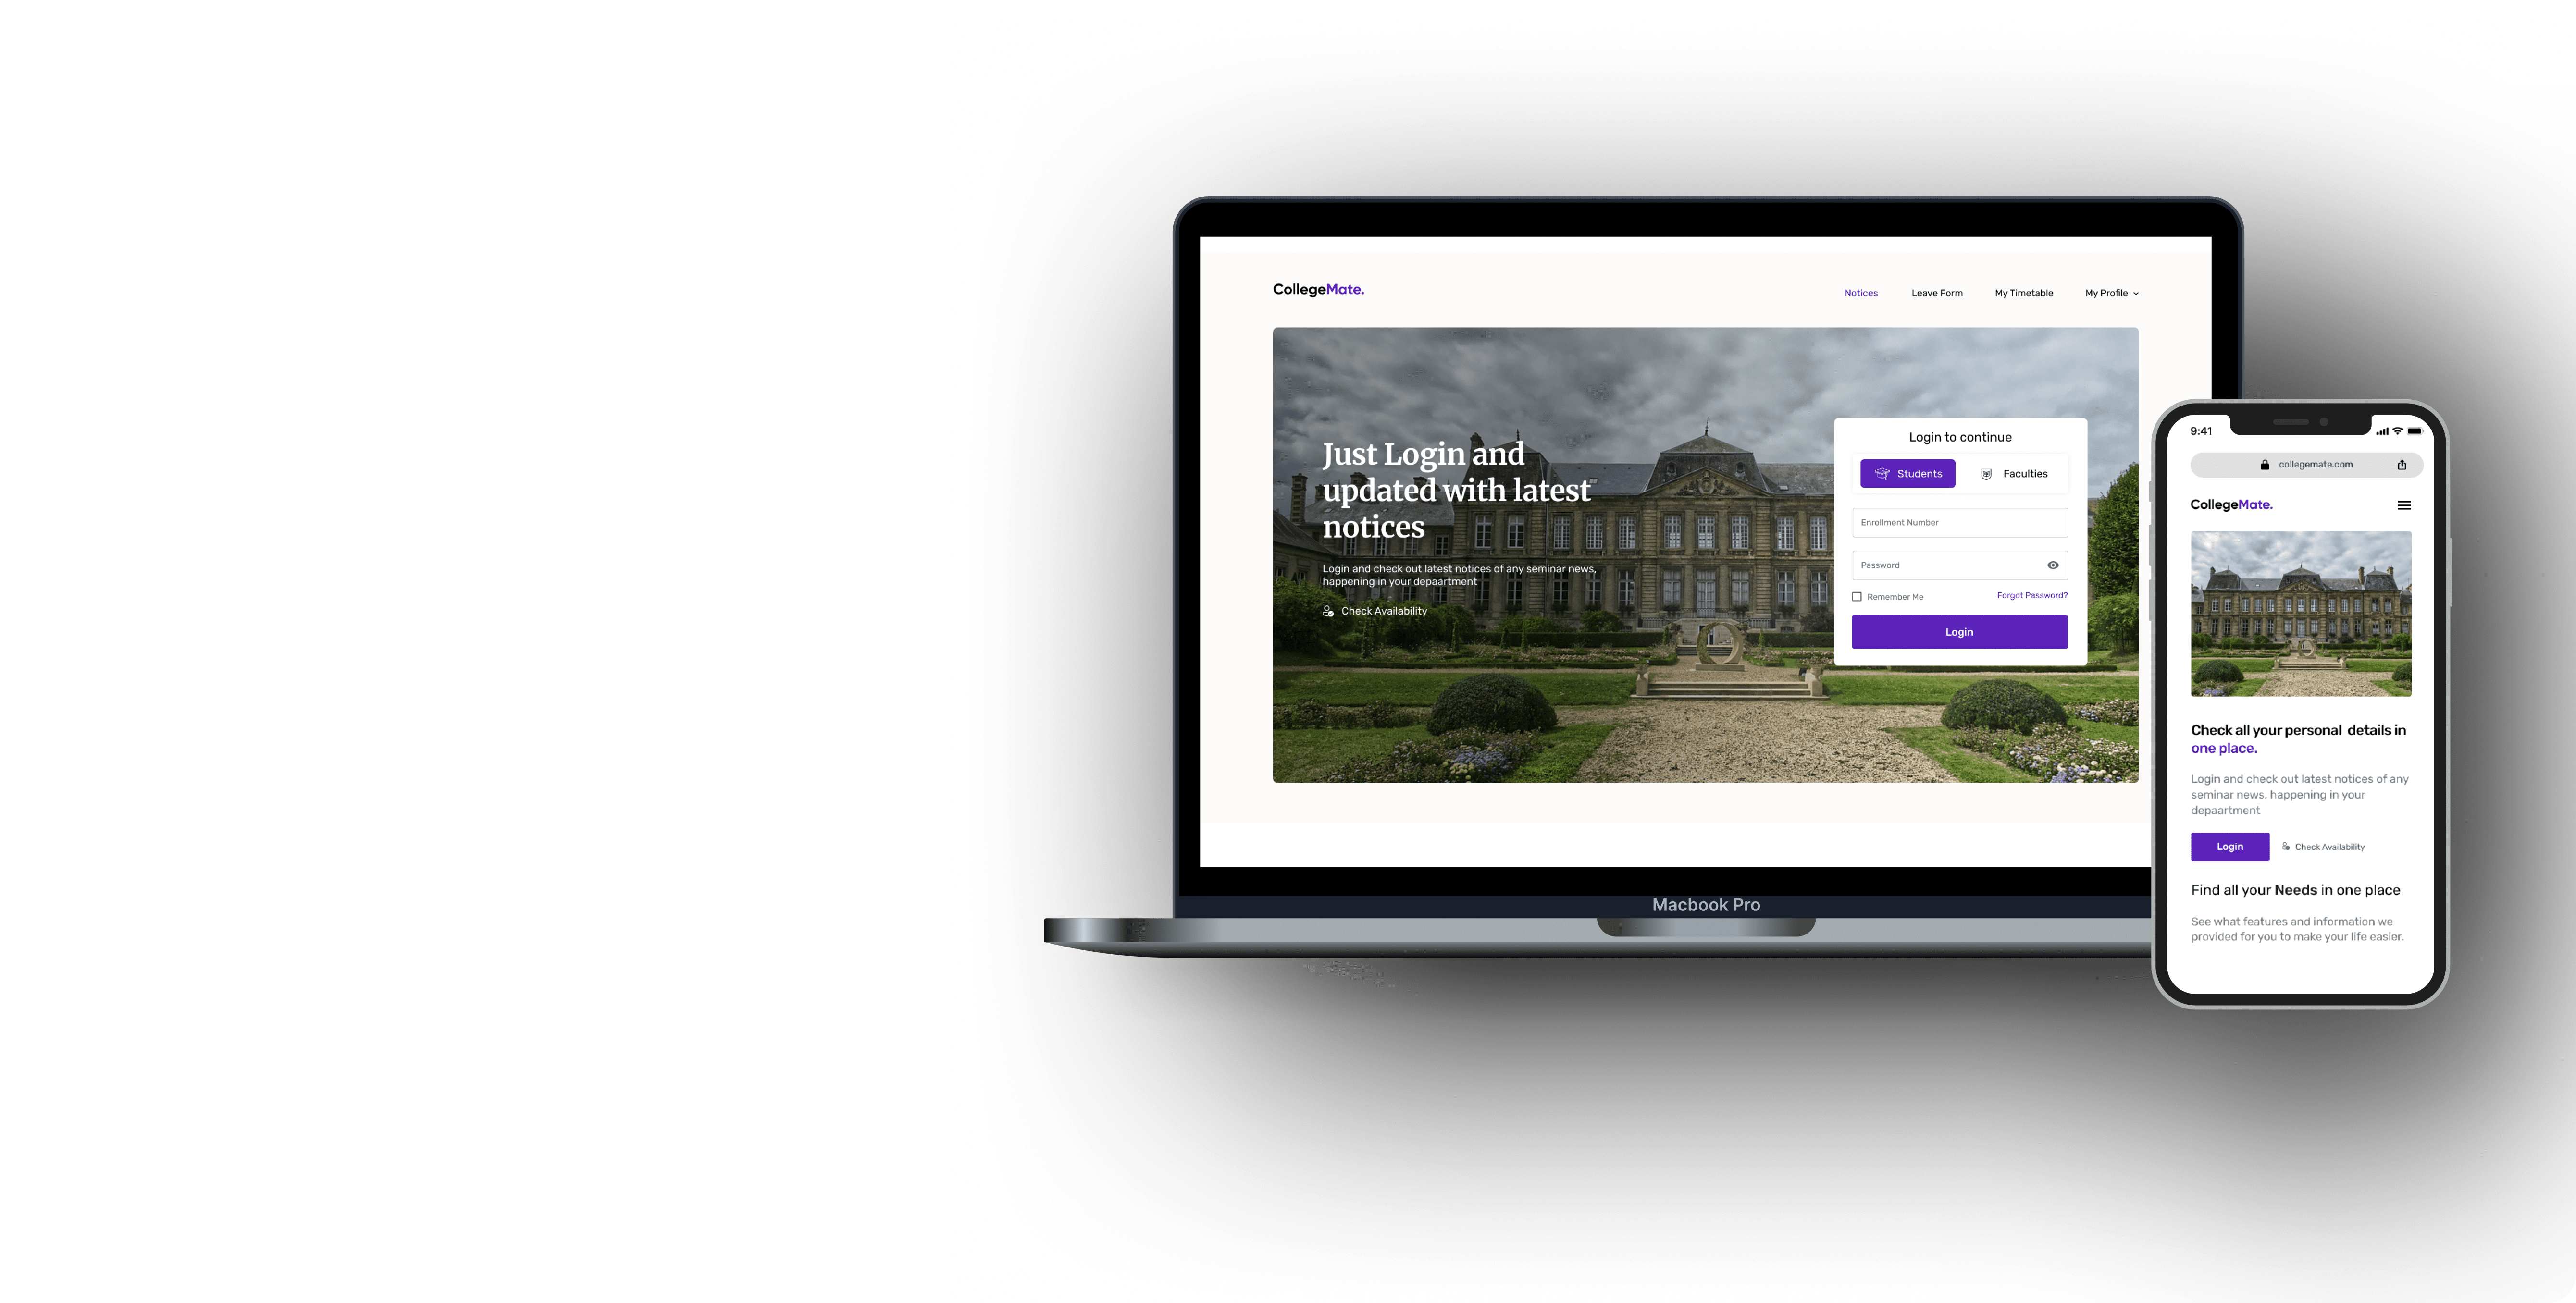 CollegeMate.
Notices Leave Form My Timetable My Profile
Just Login and
updated with latest
notices
Login and check out latest notices of any seminar news,
happening in your depaartment
Check Availability
Login to continue
Students Faculties
Enrollment Number
Password
Remember Me Forgot Password?
Login
Macbook Pro
9:41
collegemate.com
CollegeMate.
Check all your personal details in
one place.
Login and check out latest notices of any
seminar news, happening in your
depaartment
Login Check Availability
Find all your Needs in one place
See what features and information we
provided for you to make your life easier.